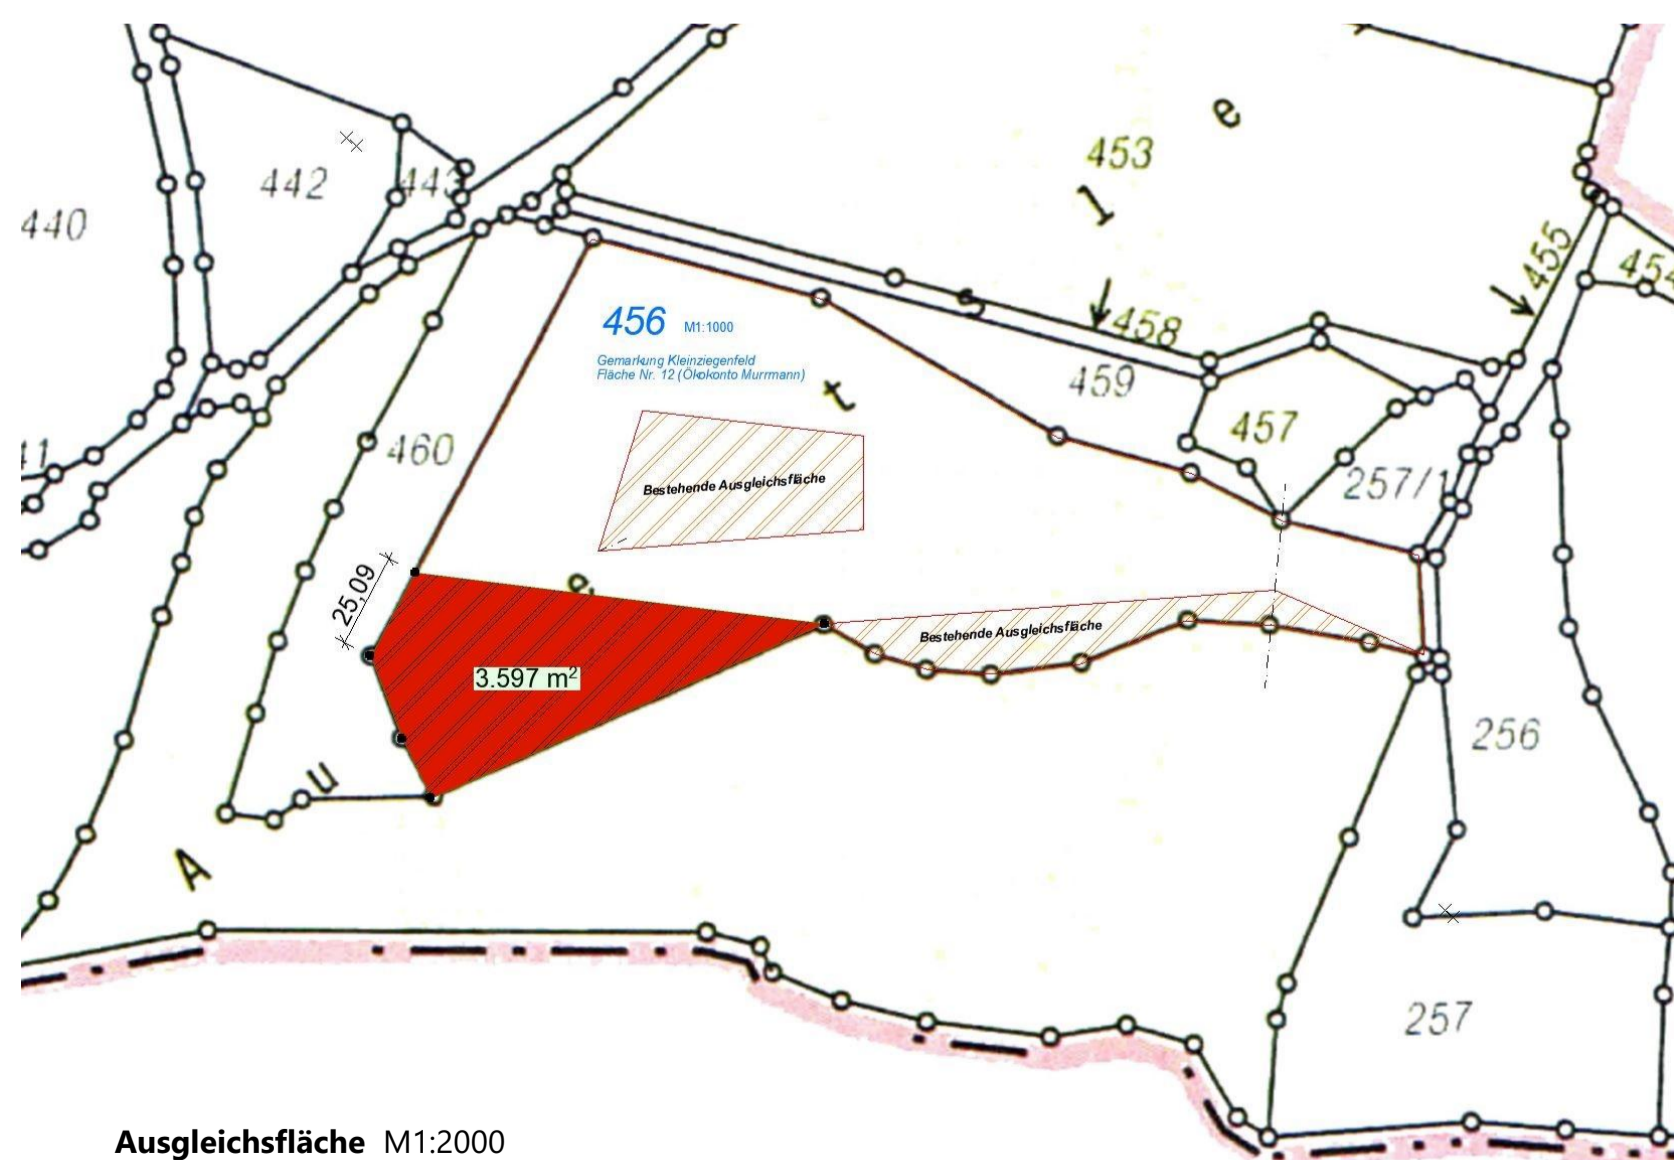 453
e
442
443
440
l
455
454
456 M1:1000
s
458
Gemarkung Kleinziegenfeld
Fläche Nr. 12 (Ökokonto Murrmann)
459
t
457
460
257/1
Bestehende Ausgleichsfläche
25,09
e
Bestehende Ausgleichsfläche
3.597 m²
256
u
A
257
Ausgleichsfläche M1:2000